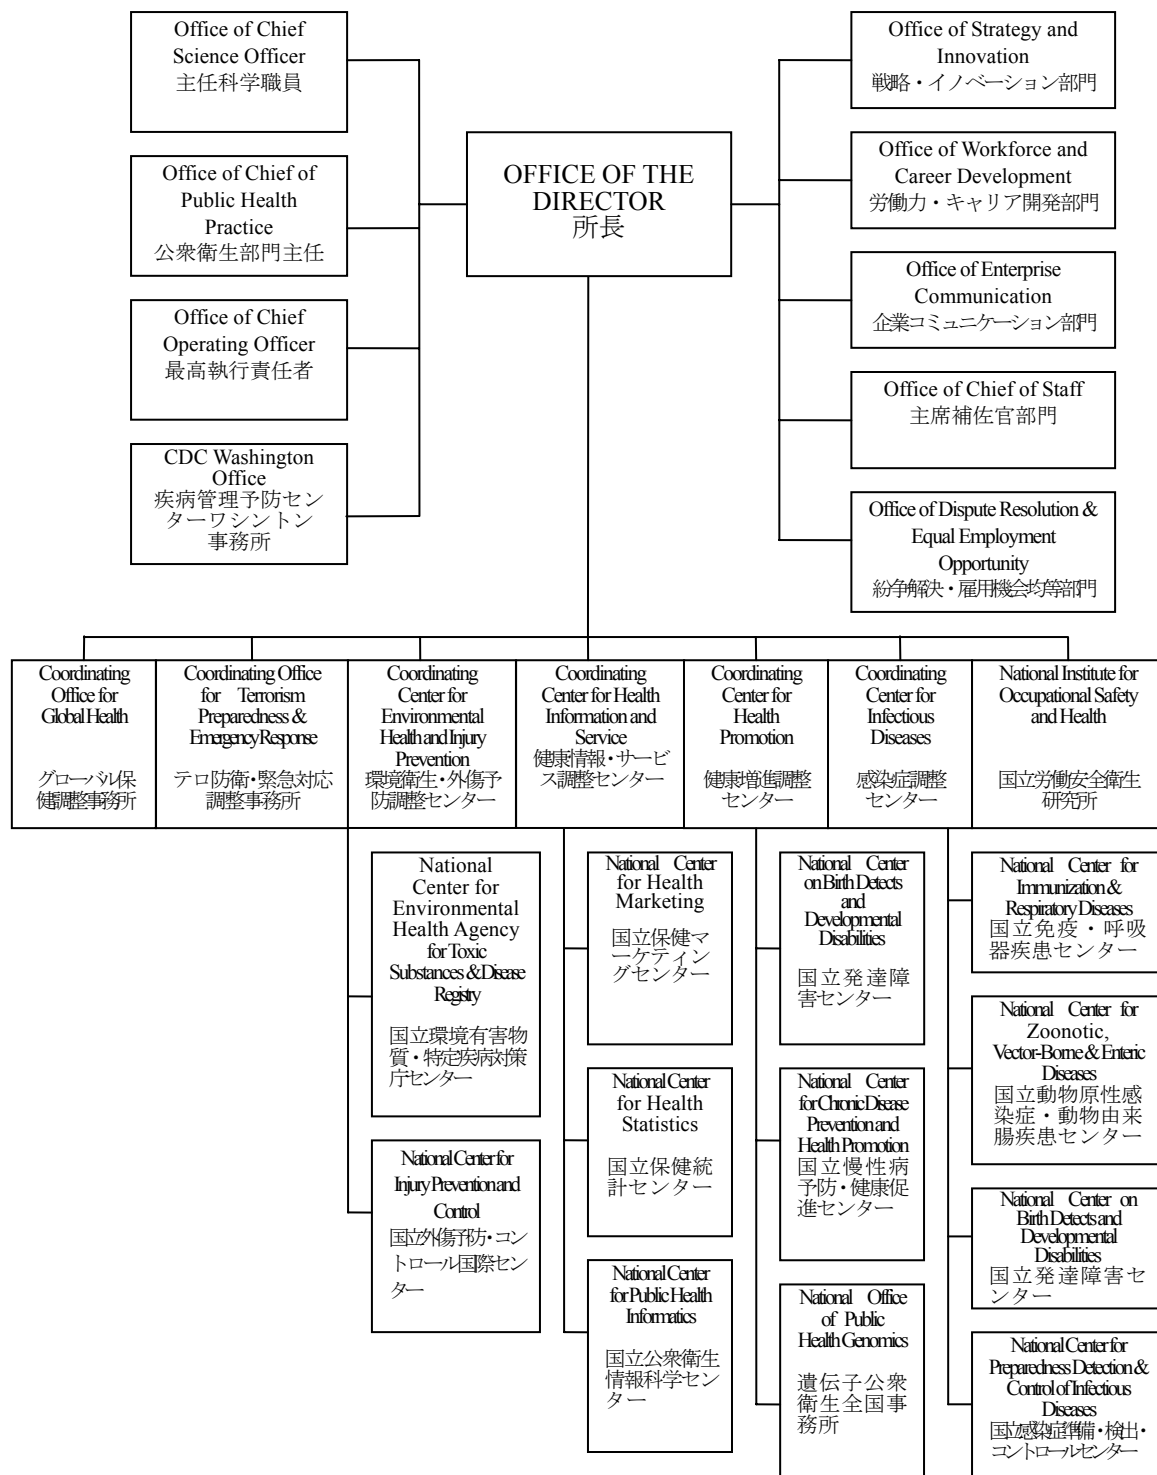 Office of Chief
Science Officer
主任科学職員
Office of Chief of
Public Health
Practice
公衆衛生部門主任
Office of Chief
Operating Officer
最高執行責任者
CDC Washington
Office
疾病管理予防セン
ターワシントン
事務所
OFFICE OF THE
DIRECTOR
所長
Office of Strategy and
Innovation
戦略・イノベーション部門
Office of Workforce and
Career Development
労働力・キャリア開発部門
Office of Enterprise
Communication
企業コミュニケーション部門
Office of Chief of Staff
主席補佐官部門
Office of Dispute Resolution &
Equal Employment
Opportunity
紛争解決・雇用機会均等部門
Coordinating
Office for
Global Health
グローバル保
健調整事務所
Coordinating Office
for Terrorism
Preparedness &
Emergency Response
テロ防衛・緊急対応
調整事務所
Coordinating
Center for
Environmental
Health and Injury
Prevention
環境衛生・外傷予
防調整センター
Coordinating
Center for Health
Information and
Service
健康情報・サービ
ス調整センター
Coordinating
Center for
Health
Promotion
健康増進調整
センター
Coordinating
Center for
Infectious
Diseases
感染症調整
センター
National Institute for
Occupational Safety
and Health
国立労働安全衛生
研究所
National
Center for
Environmental
Health Agency
for Toxic
Substances & Disease
Registry
国立環境有害物
質・特定疾病対策
庁センター
National Center for
Injury Prevention and
Control
国立外傷予防・コン
トロール国際セン
ター
National Center
for Health
Marketing
国立保健マ
ーケティン
グセンター
National Center
for Health
Statistics
国立保健統
計センター
National Center
for Public Health
Informatics
国立公衆衛生
情報科学セン
ター
National Center
on Birth Detects
and
Developmental
Disabilities
国立発達障
害センター
National Center
for Chronic Disease
Prevention and
Health Promotion
国立慢性病
予防・健康促
進センター
National Office
of Public
Health Genomics
遺伝子公衆
衛生全国事
務所
National Center for
Immunization &
Respiratory Diseases
国立免疫・呼吸
器疾患センター
National Center for
Zoonotic,
Vector-Borne & Enteric
Diseases
国立動物原性感
染症・動物由来
腸疾患センター
National Center on
Birth Detects and
Developmental
Disabilities
国立発達障害セ
ンター
National Center for
Preparedness Detection &
Control of Infectious
Diseases
国立感染症準備・検出・
コントロールセンター